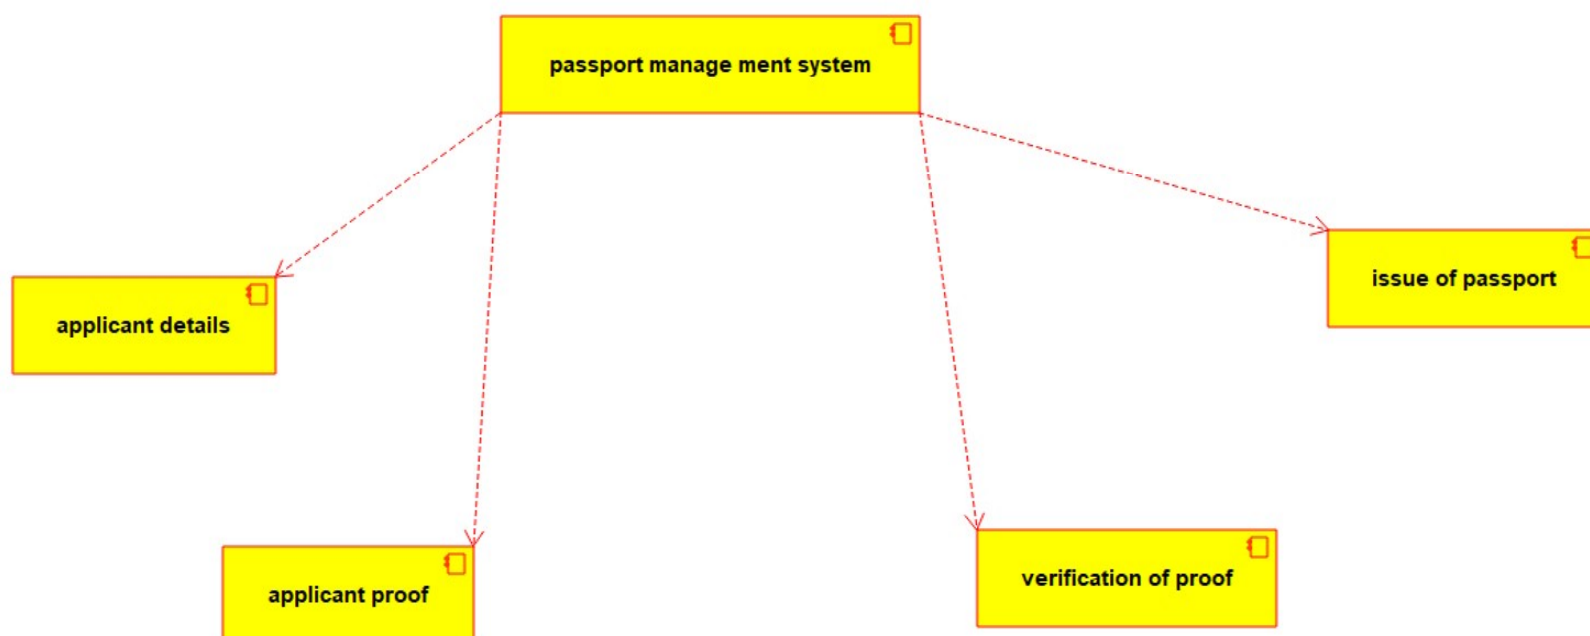 passport manage ment system
issue of passport
applicant details
verification of proof
applicant proof